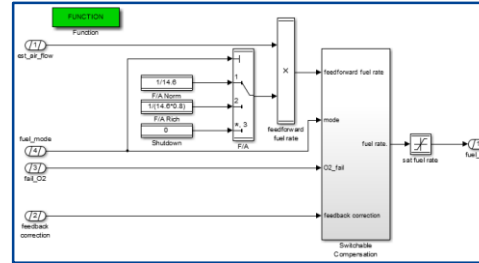 FUNCTION
Function
1
est_air_flow
1/14.6
F/A Norm
1/(14.6*0.8)
F/A Rich
0
Shutdown
1
2
*, 3
F/A
×
feedforward
fuel rate
fuel_mode
4
3
fail_O2
2
feedback
correction
feedforward fuel rate
mode
O2_fail
feedback correction
fuel rate.
Switchable
Compensation
sat fuel rate
1
fuel_